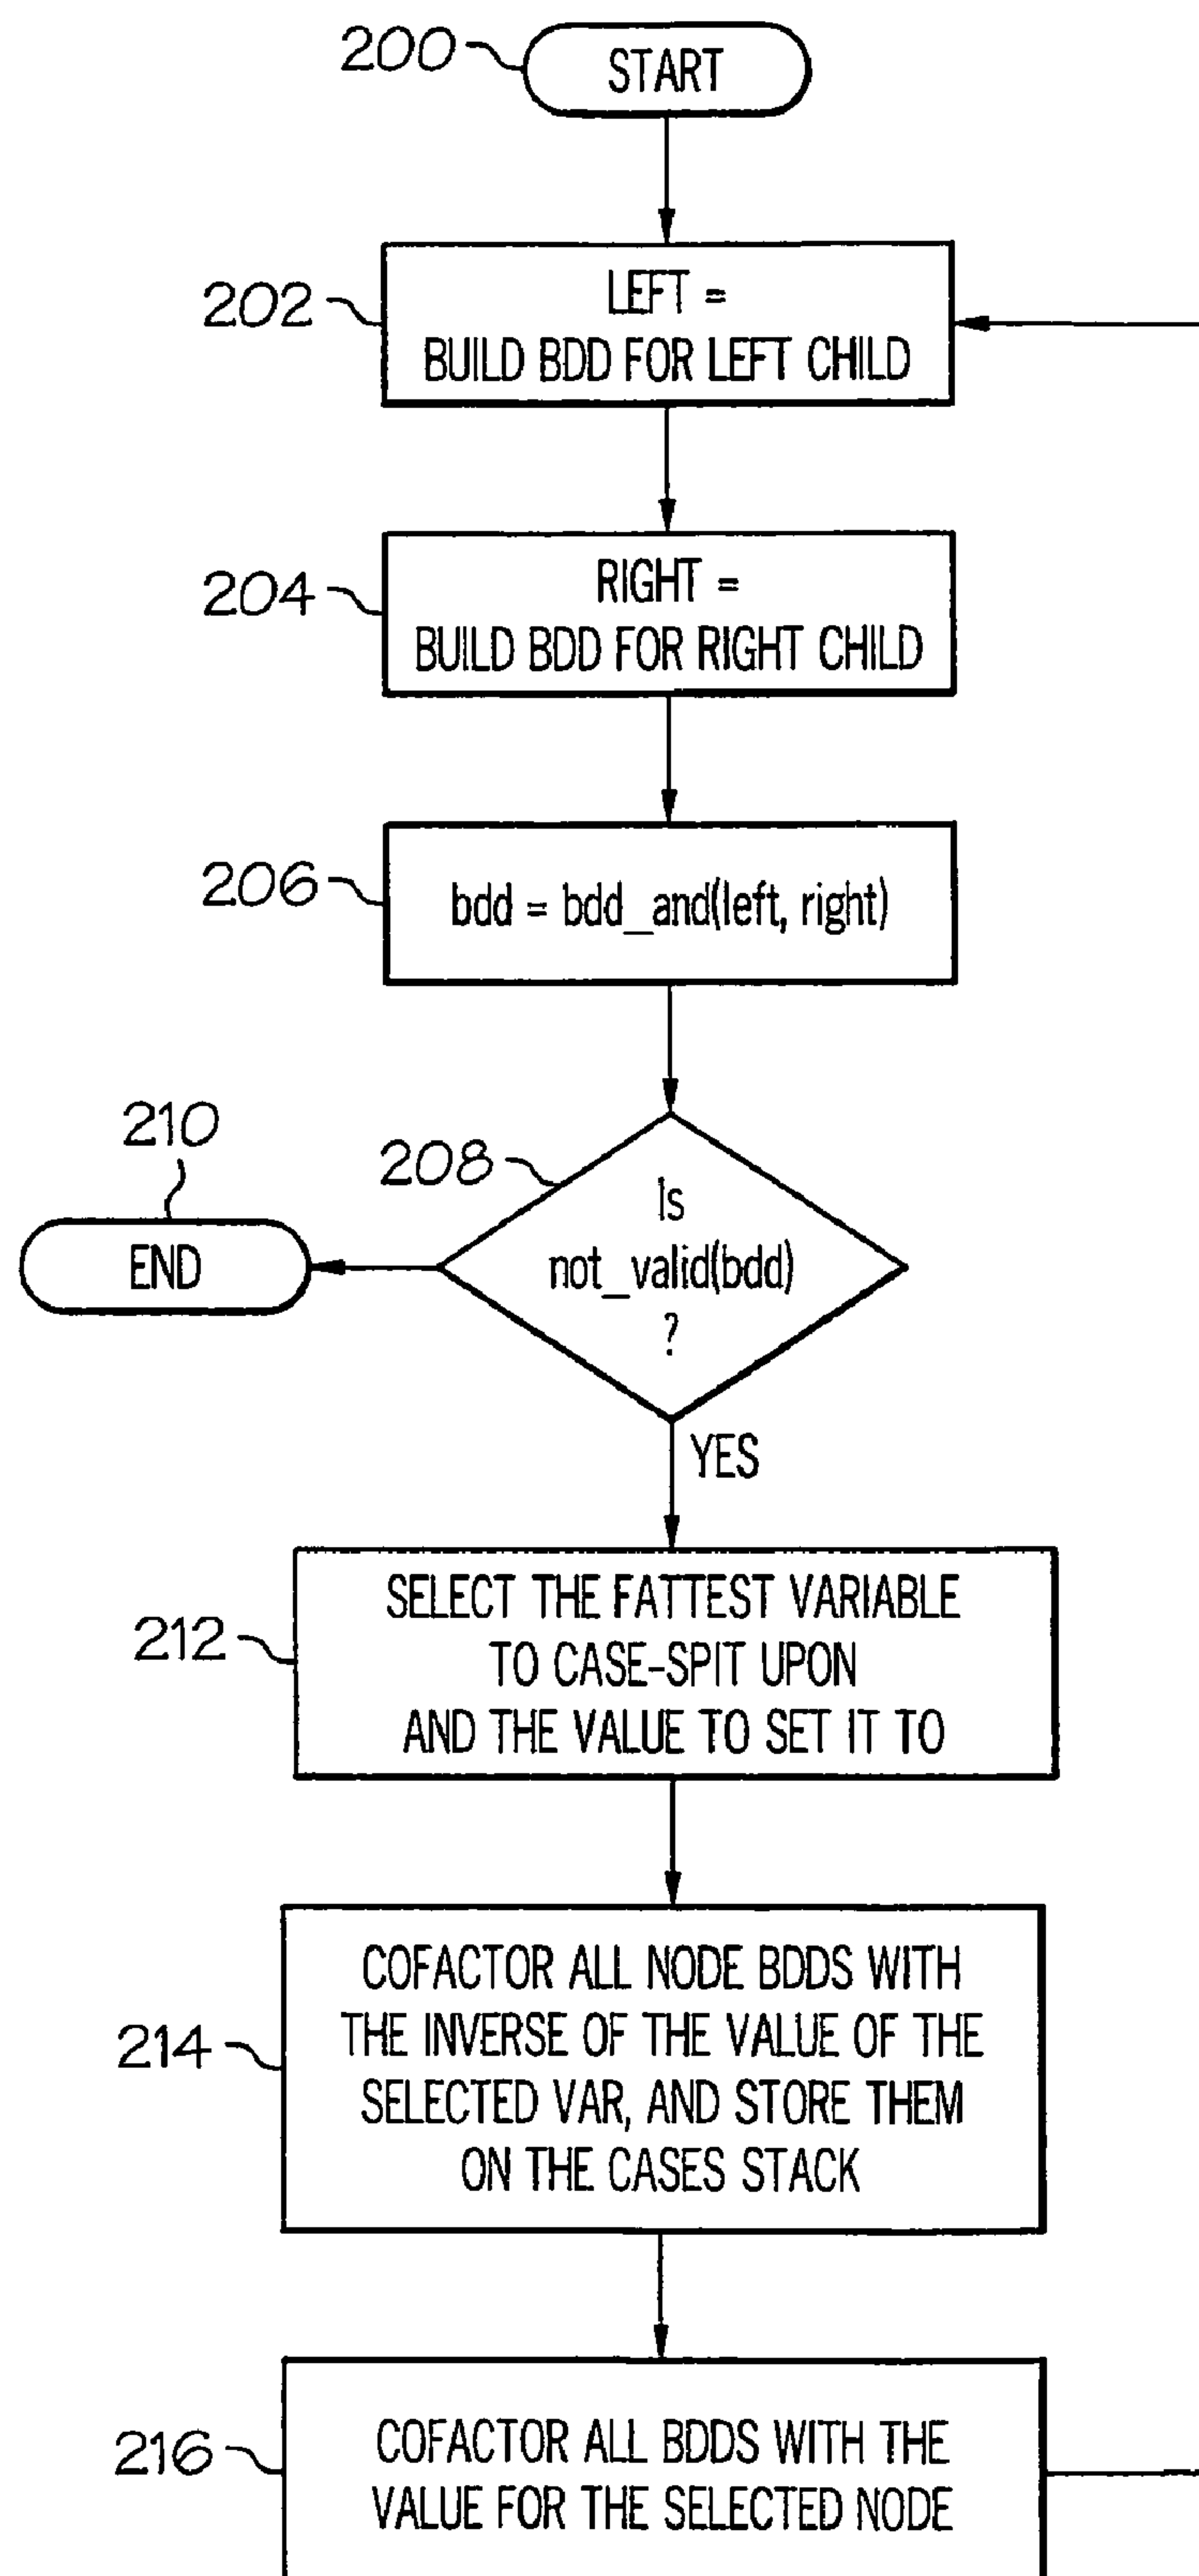 200
START
202
LEFT =
BUILD BDD FOR LEFT CHILD
204
RIGHT =
BUILD BDD FOR RIGHT CHILD
206
bdd = bdd_and(left, right)
210
208
Is
END
not_valid(bdd)
?
YES
212
SELECT THE FATTEST VARIABLE
TO CASE-SPIT UPON
AND THE VALUE TO SET IT TO
214
COFACTOR ALL NODE BDDS WITH
THE INVERSE OF THE VALUE OF THE
SELECTED VAR, AND STORE THEM
ON THE CASES STACK
216
COFACTOR ALL BDDS WITH THE
VALUE FOR THE SELECTED NODE